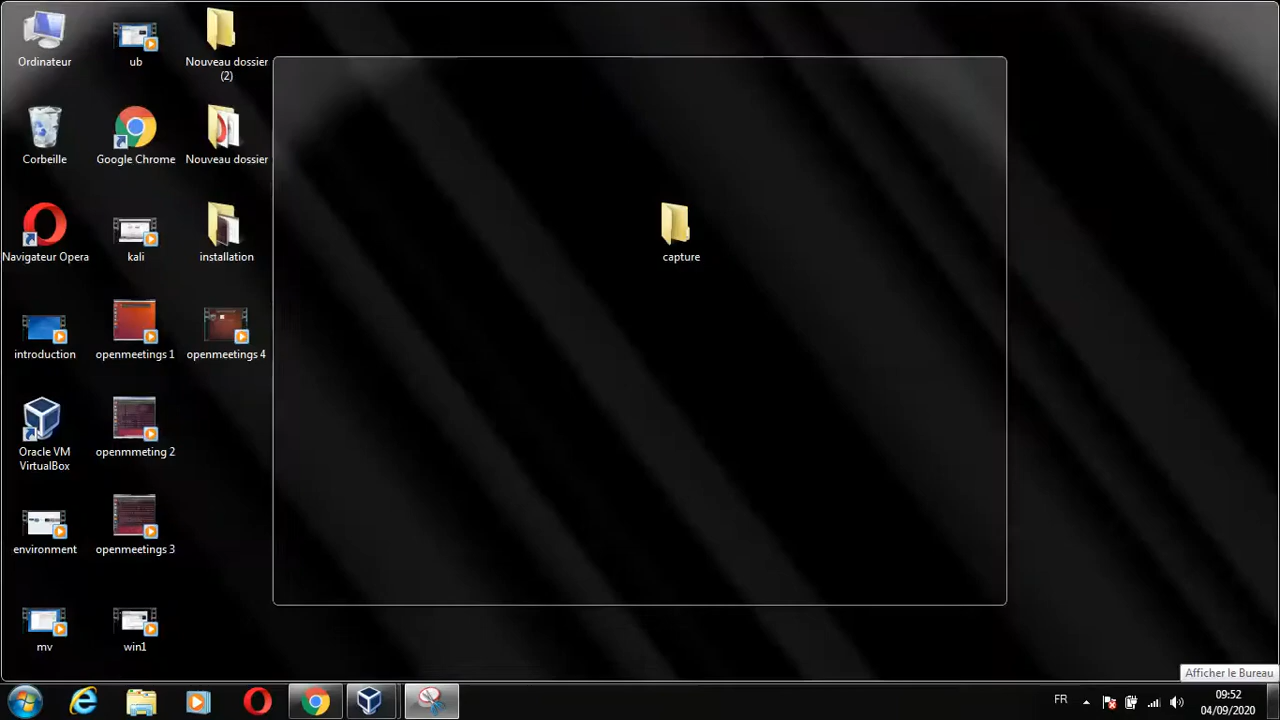 Ordinateur
ub
Nouveau dossier
(2)
Corbeille
Google Chrome
Nouveau dossier
Navigateur Opera
kali
installation
capture
introduction
openmeetings 1
openmeetings 4
Oracle VM
VirtualBox
openmmeting 2
environment
openmeetings 3
mv
win1
Afficher le Bureau
FR
09:52
04/09/2020